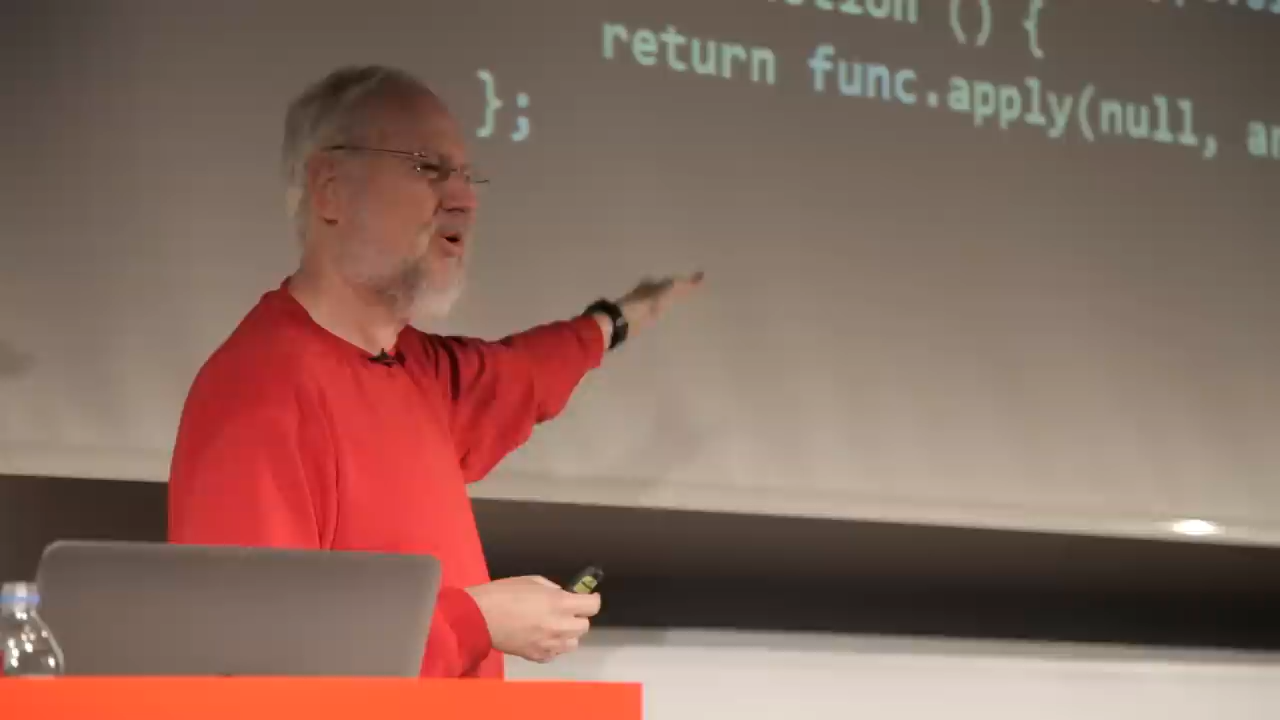 () {
return func.apply(null,
};